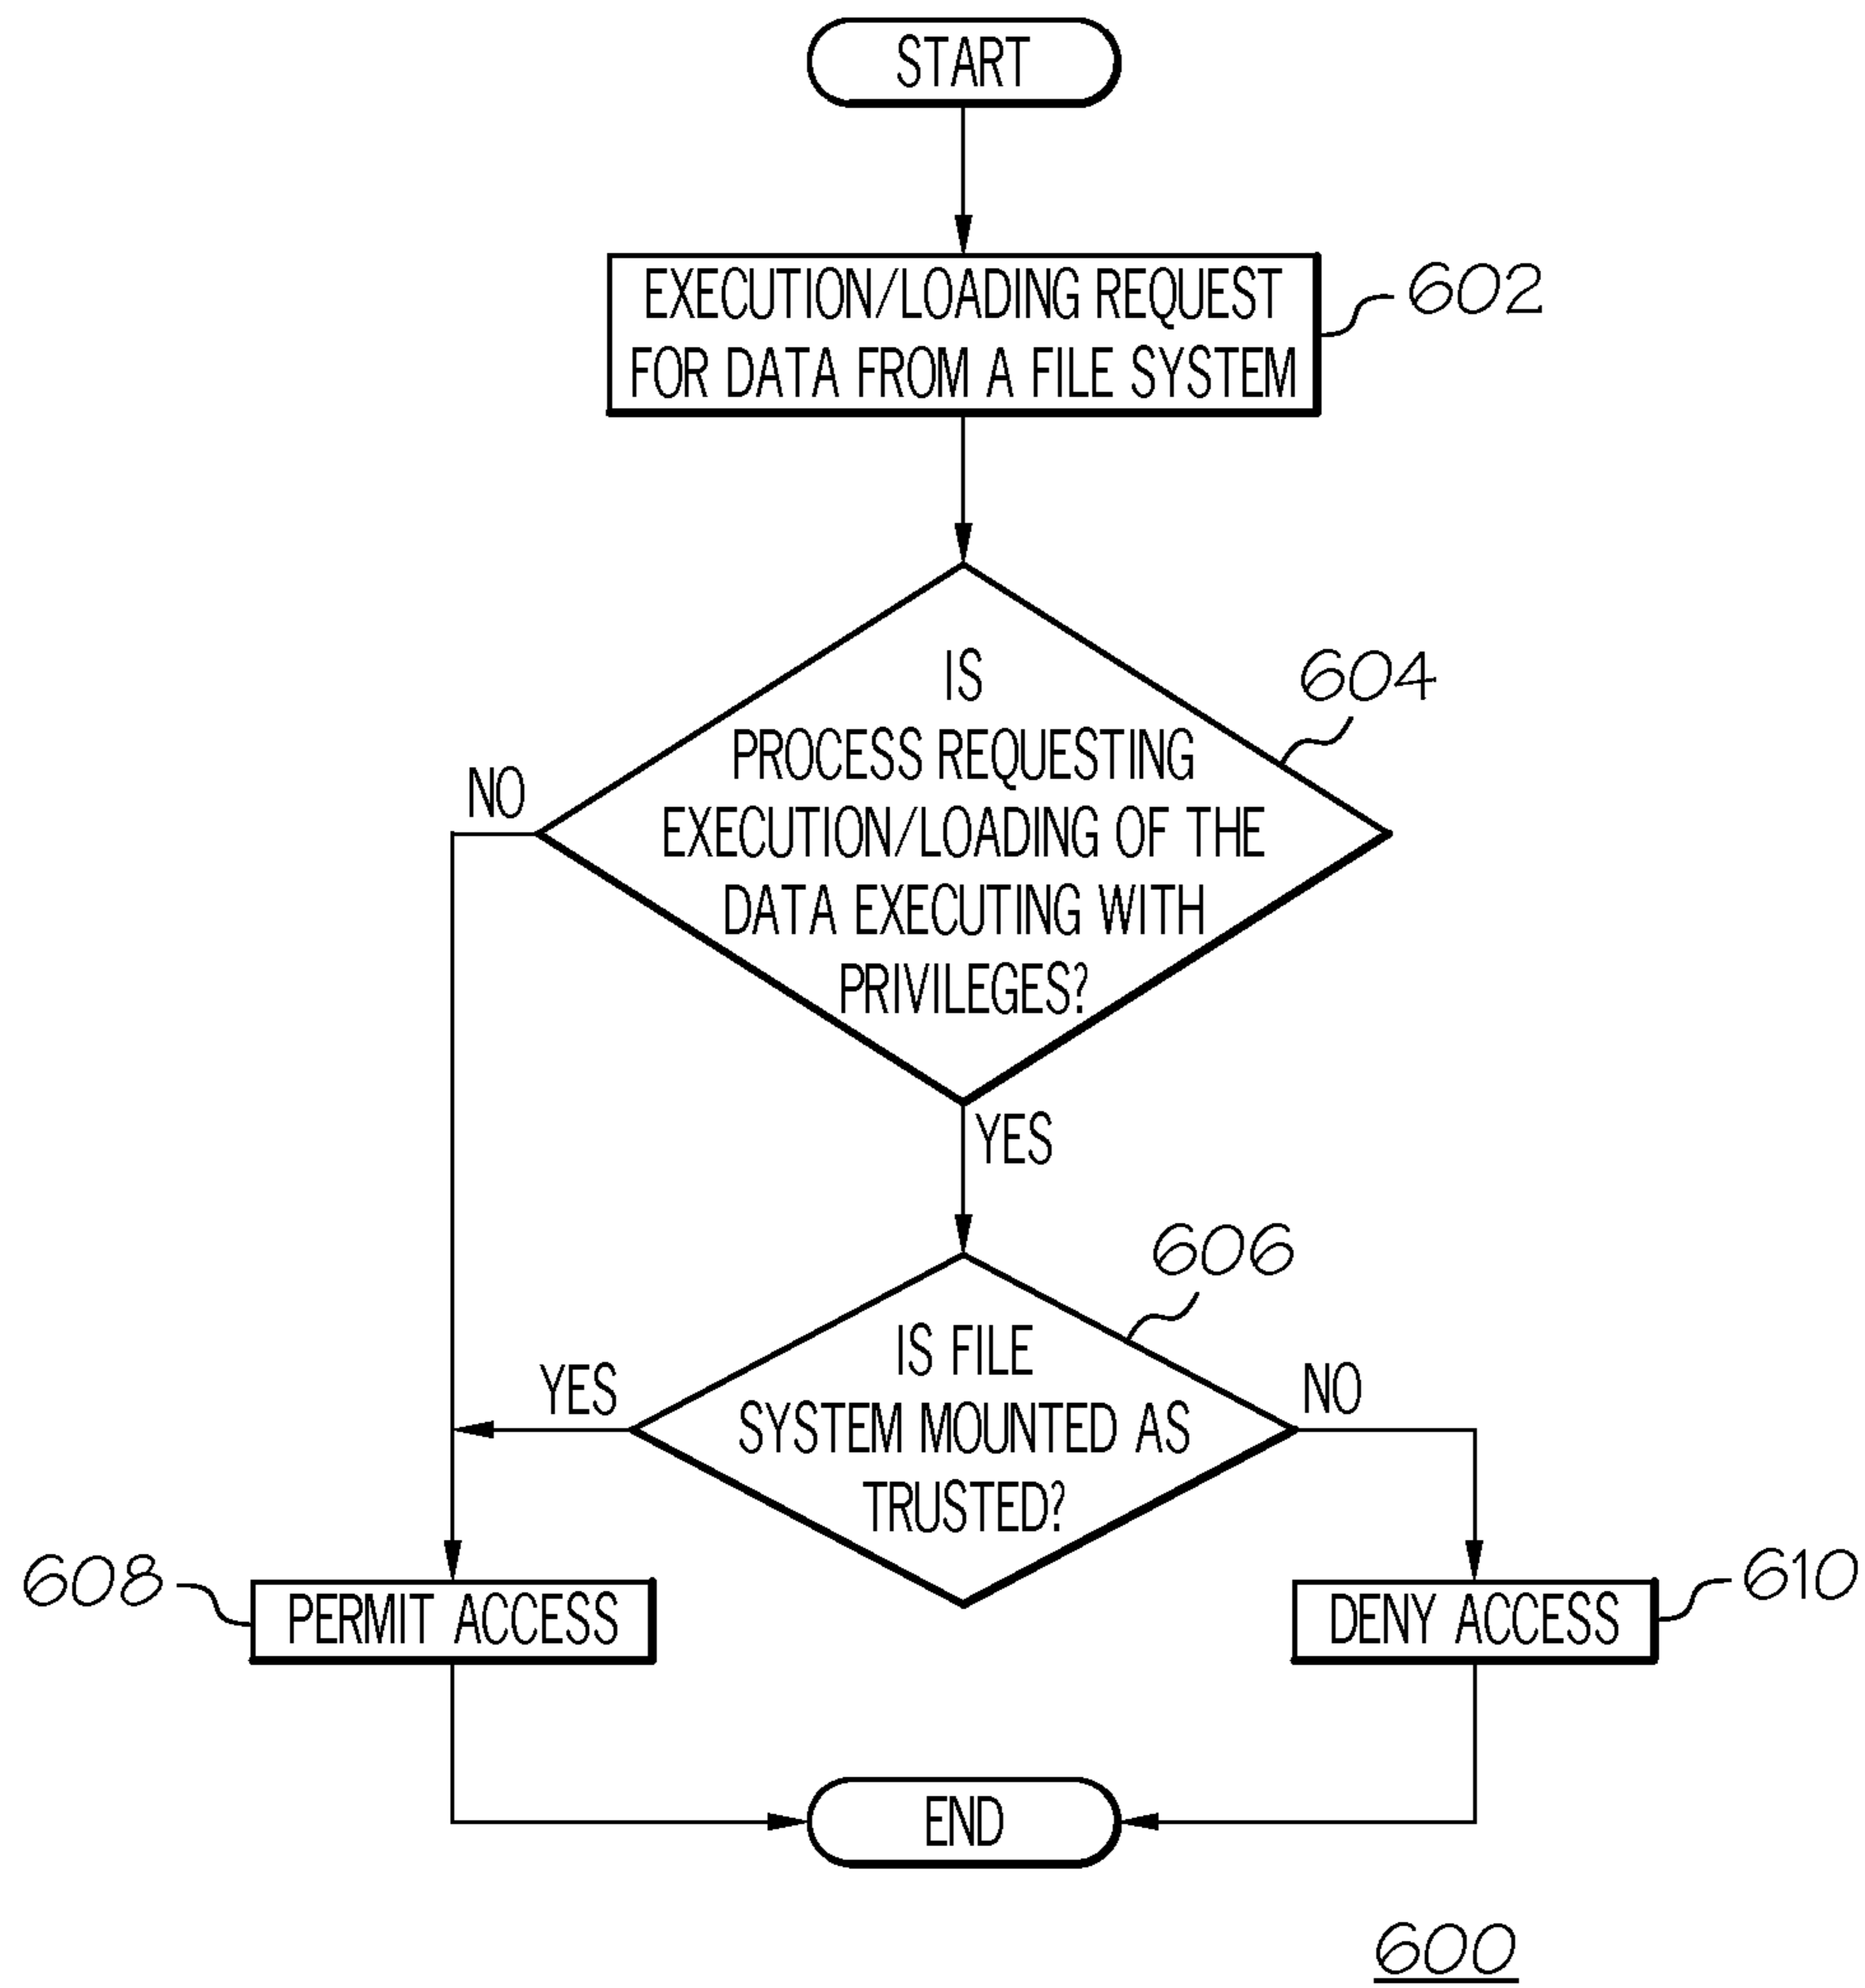 START
EXECUTION/LOADING REQUEST
FOR DATA FROM A FILE SYSTEM
602
IS
PROCESS REQUESTING
EXECUTION/LOADING OF THE
DATA EXECUTING WITH
PRIVILEGES?
604
NO
YES
606
IS FILE
SYSTEM MOUNTED AS
TRUSTED?
YES
NO
608
PERMIT ACCESS
DENY ACCESS
610
END
600